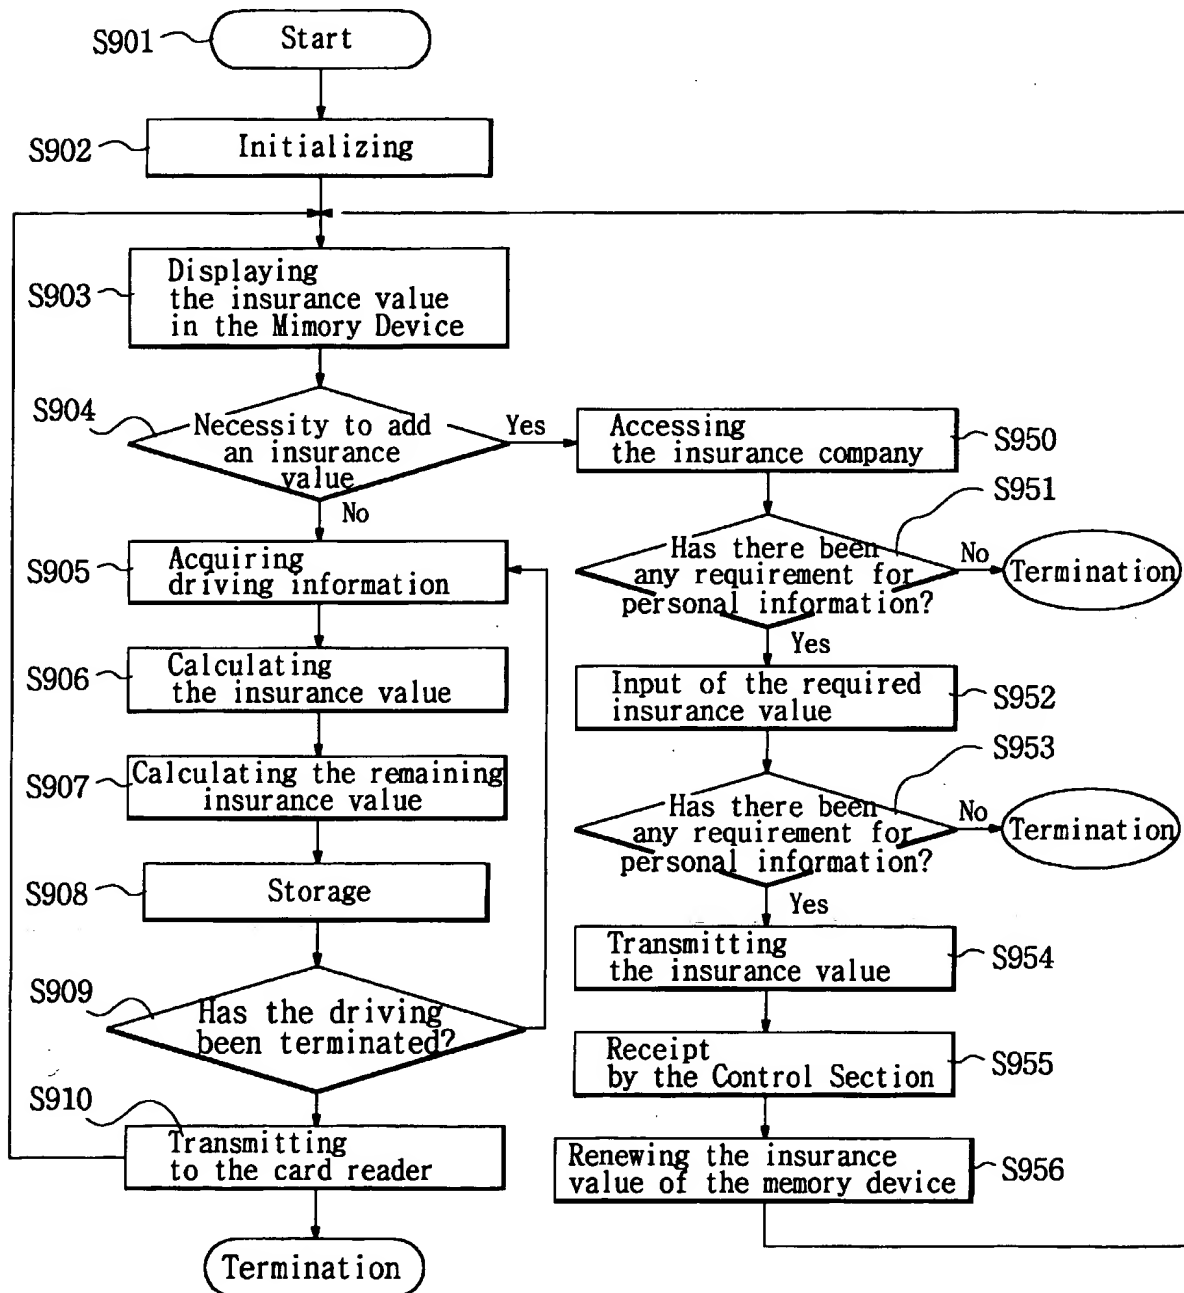 S901
Start
S902
Initializing
S903
Displaying
the insurance value
in the Mimory Device
S904
Necessity to add
an insurance
value
Yes
No
S905
Acquiring
driving information
S906
Calculating
the insurance value
S907
Calculating the remaining
insurance value
S908
Storage
S909
Has the driving
been terminated?
S910
Transmitting
to the card reader
Termination
Accessing
the insurance company
S950
S951
Has there been
any requirement for
personal information?
No
Termination
Yes
Input of the required
insurance value
S952
S953
Has there been
any requirement for
personal information?
No
Termination
Yes
Transmitting
the insurance value
S954
Receipt
by the Control Section
S955
Renewing the insurance
value of the memory device
S956